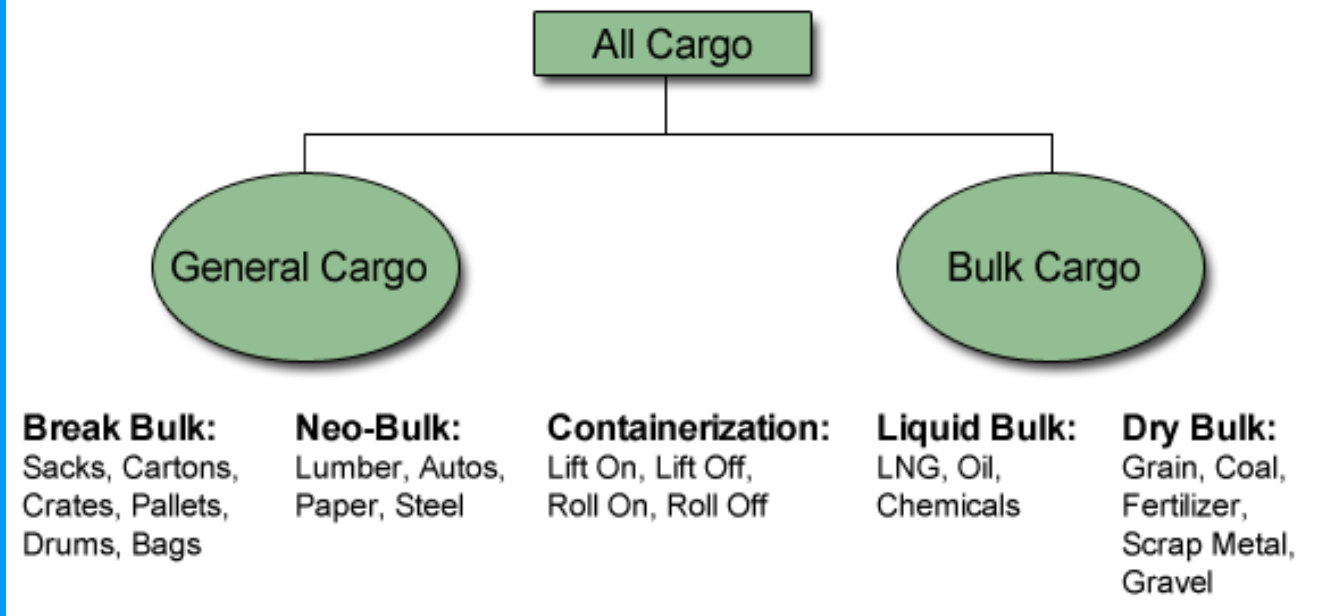 All Cargo
General Cargo
Bulk Cargo
Break Bulk:
Sacks, Cartons,
Crates, Pallets,
Drums, Bags
Neo-Bulk:
Lumber, Autos,
Paper, Steel
Containerization:
Lift On, Lift Off,
Roll On, Roll Off
Liquid Bulk:
LNG, Oil,
Chemicals
Dry Bulk:
Grain, Coal,
Fertilizer,
Scrap Metal,
Gravel